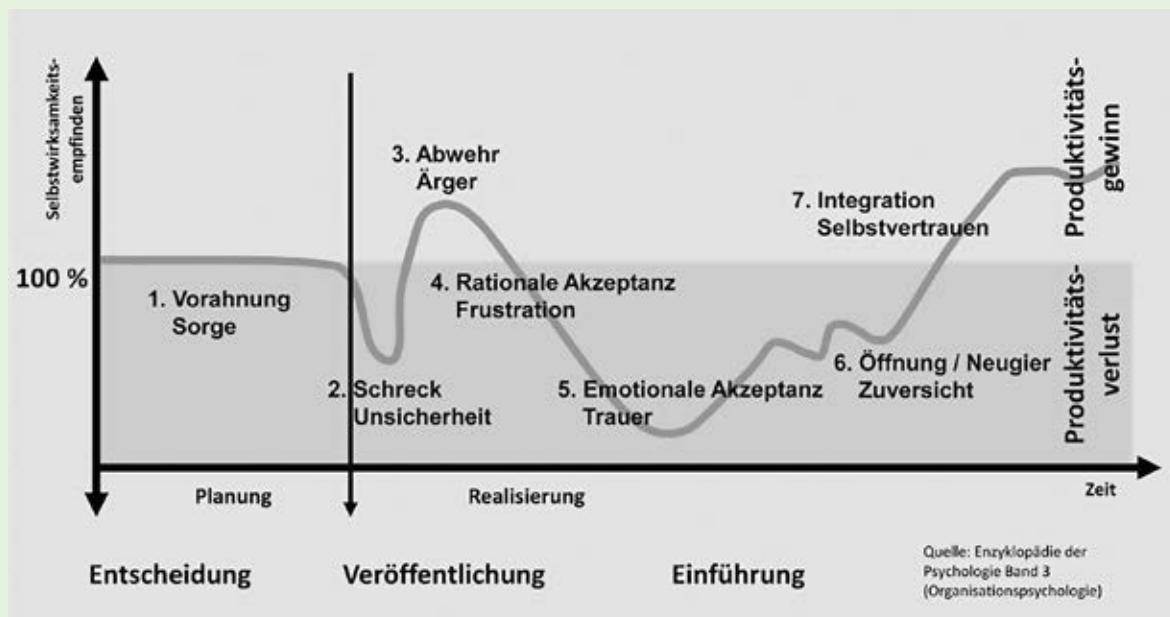 Selbstwirksamkeits-
empfinden
100 %
1. Vorahnung
Sorge
2. Schreck
Unsicherheit
3. Abwehr
Ärger
4. Rationale Akzeptanz
Frustration
5. Emotionale Akzeptanz
Trauer
6. Öffnung / Neugier
Zuversicht
7. Integration
Selbstvertrauen
Produktivitäts-
gewinn
Produktivitäts-
verlust
Planung
Realisierung
Zeit
Entscheidung
Veröffentlichung
Einführung
Quelle: Enzyklopädie der
Psychologie Band 3
(Organisationspsychologie)